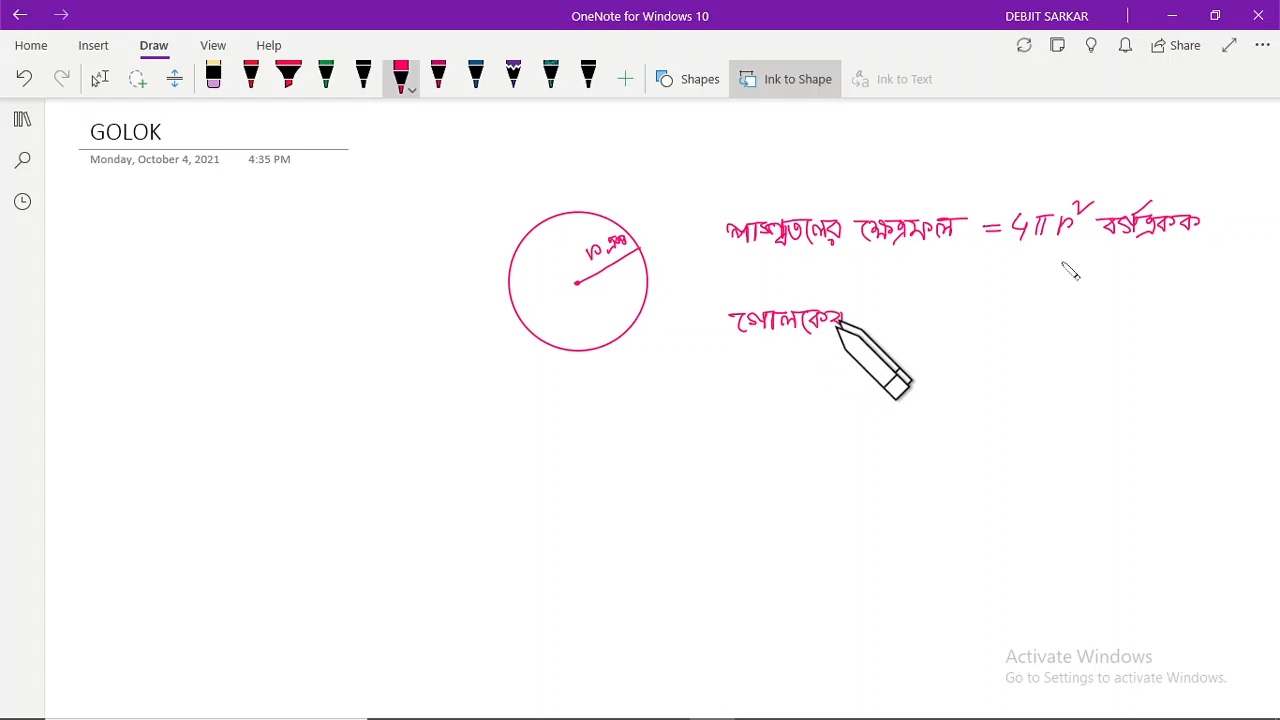 OneNote for Windows 10
DEBJIT SARKAR
Home Insert Draw View Help
Share
Shapes Ink to Shape Ink to Text
GOLOK
Monday, October 4, 2021 4:35 PM
r একক
পার্শ্বতলের ক্ষেত্রফল = 4πr² বর্গএকক
গোলকের
Activate Windows
Go to Settings to activate Windows.